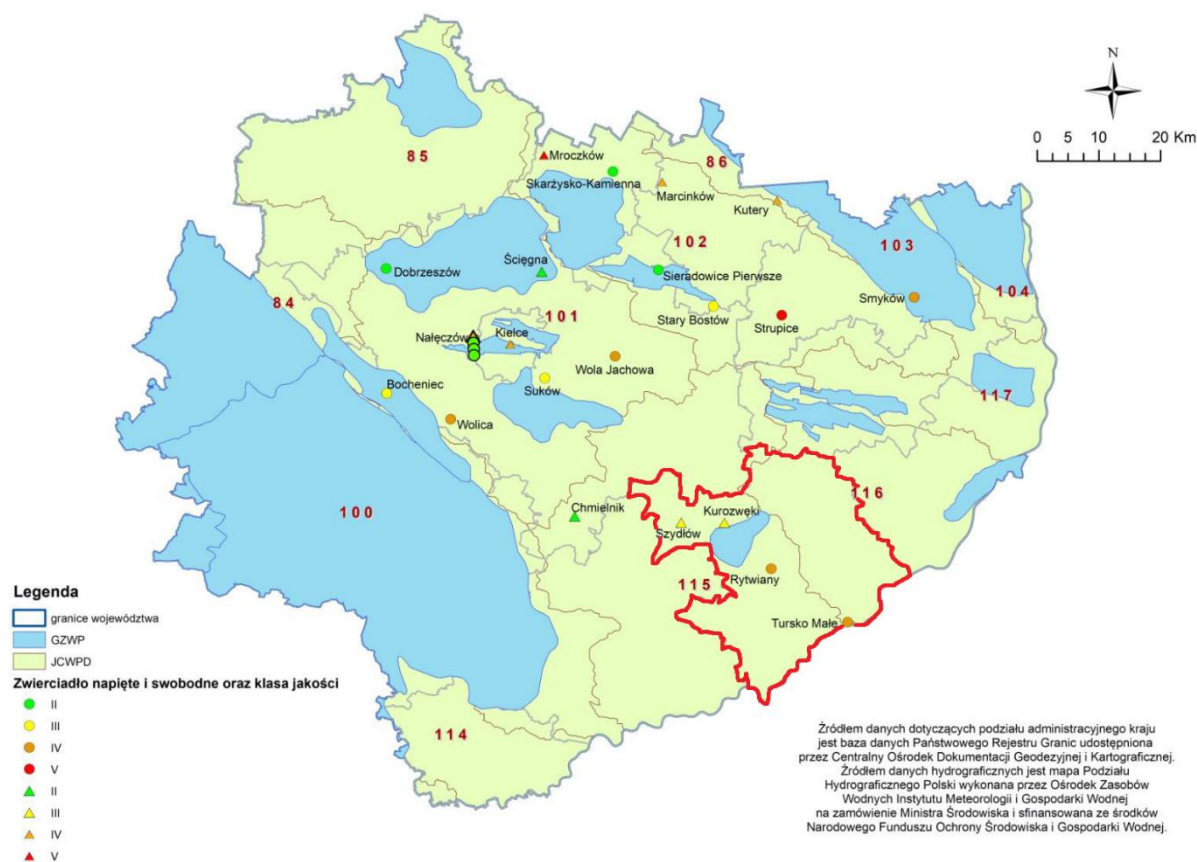 N
0 5 10 20 Km
85
Mroczków
86
Skarżysko-Kamienna
Marcinków
Kutery
102
103
Dobrzeszów
Ścięgna
Sieradowice Pierwsze
104
84
Smyków
101
Stary Bostów
Strupice
Nałęczów
Kielce
Wola Jachowa
Bocheniec
Suków
117
Wolica
100
116
Chmielnik
Szydłów
Kurozwęki
115
Rytwiany
Tursko Małe
114
Legenda
granice województwa
GZWP
JCWPD
Zwierciadło napięte i swobodne oraz klasa jakości
II
III
IV
V
II
III
IV
V
Źródłem danych dotyczących podziału administracyjnego kraju
jest baza danych Państwowego Rejestru Granic udostępniona
przez Centralny Ośrodek Dokumentacji Geodezyjnej i Kartograficznej.
Źródłem danych hydrograficznych jest mapa Podziału
Hydrograficznego Polski wykonana przez Ośrodek Zasobów
Wodnych Instytutu Meteorologii i Gospodarki Wodnej
na zamówienie Ministra Środowiska i sfinansowana ze środków
Narodowego Funduszu Ochrony Środowiska i Gospodarki Wodnej.